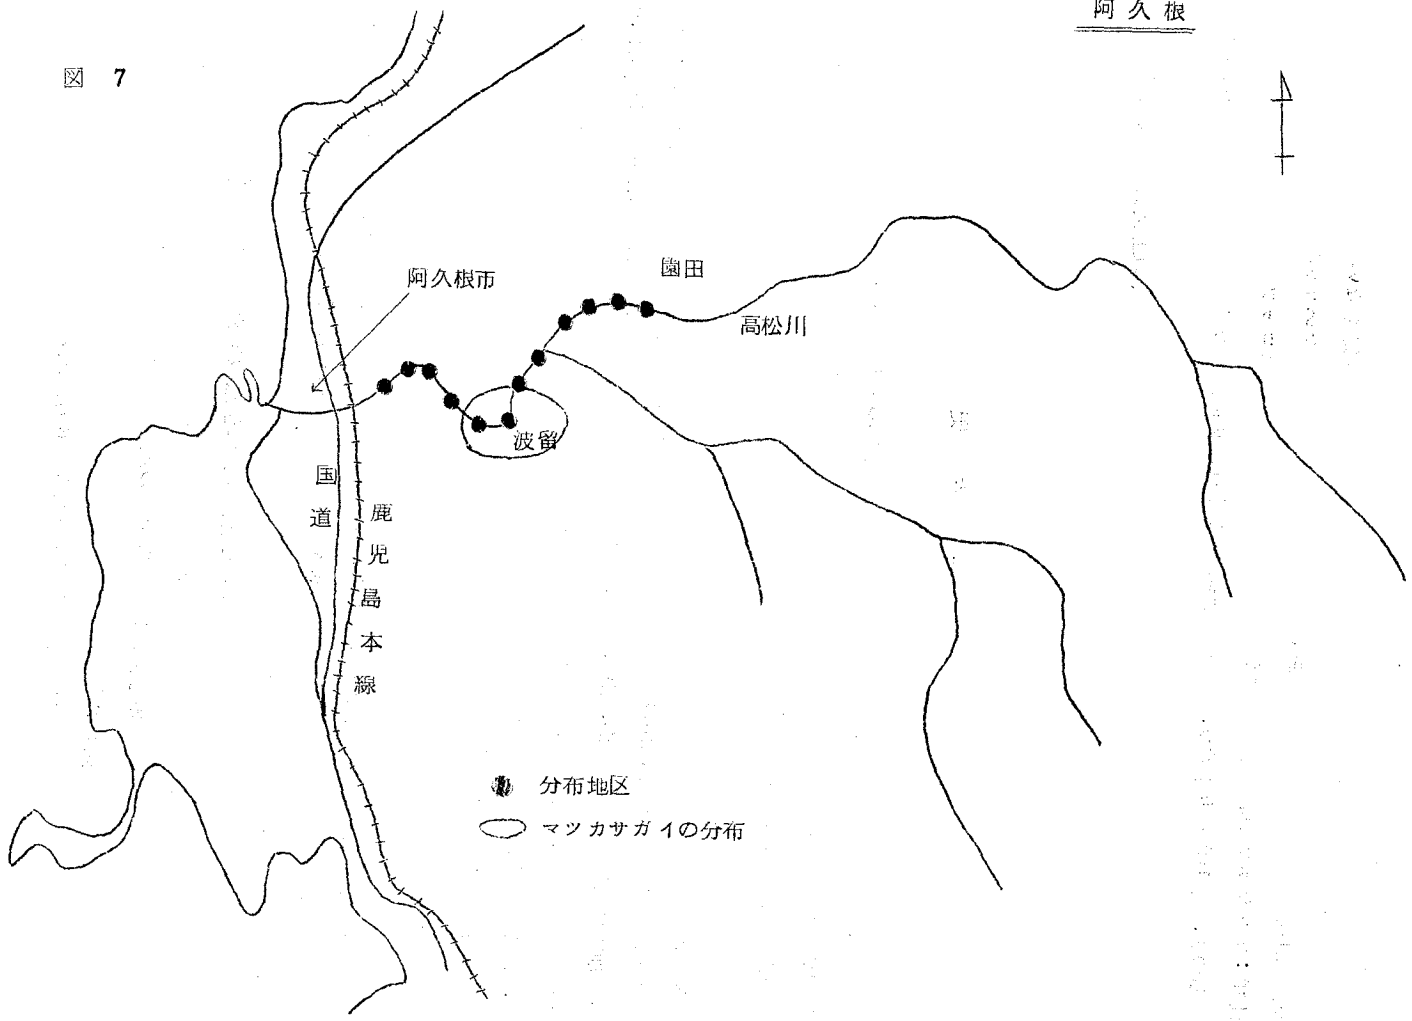 阿久根
図 7
阿久根市
園田
高松川
波留
国道
鹿児島本線
分布地区
マツカサガイの分布